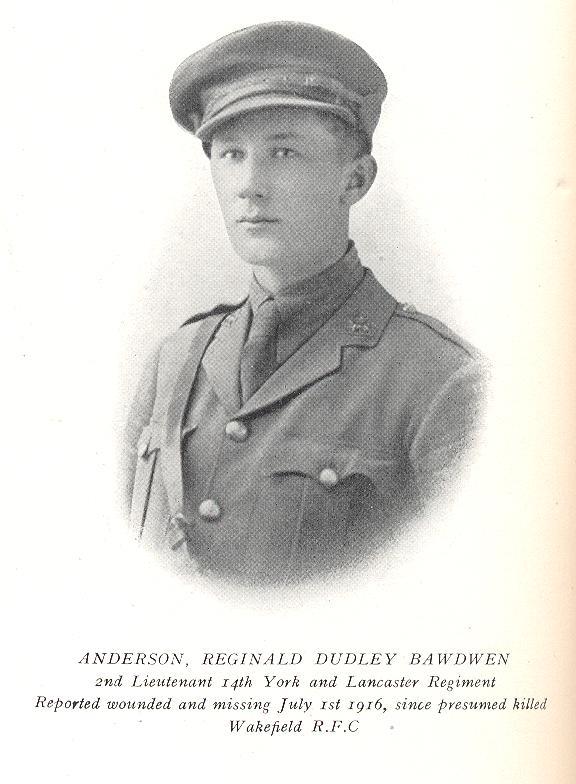 ANDERSON, REGINALD DUDLEY BAWDWEN
2nd Lieutenant 14th York and Lancaster Regiment
Reported wounded and missing July 1st 1916, since presumed killed
Wakefield R.F.C